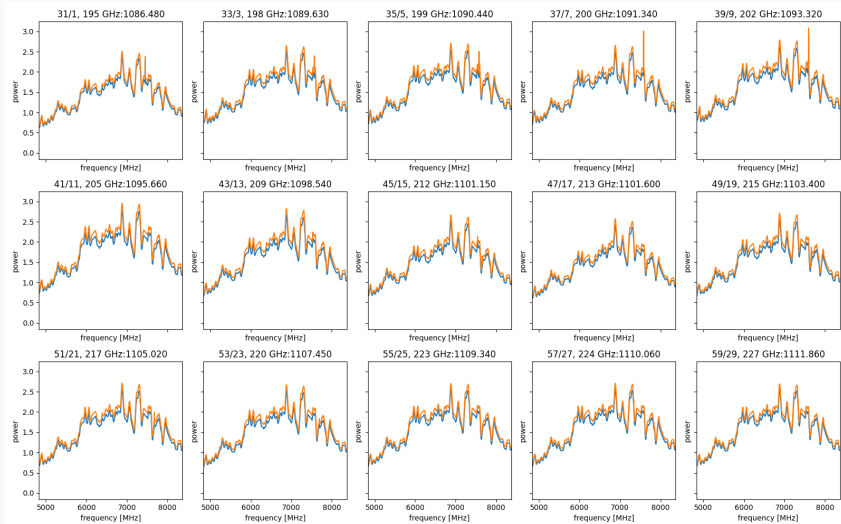 31/1, 195 GHz:1086.480
33/3, 198 GHz:1089.630
35/5, 199 GHz:1090.440
37/7, 200 GHz:1091.340
39/9, 202 GHz:1093.320
3.0
2.5
2.0
1.5
1.0
0.5
0.0
power
power
power
power
power
frequency [MHz]
frequency [MHz]
frequency [MHz]
frequency [MHz]
frequency [MHz]
41/11, 205 GHz:1095.660
43/13, 209 GHz:1098.540
45/15, 212 GHz:1101.150
47/17, 213 GHz:1101.600
49/19, 215 GHz:1103.400
3.0
2.5
2.0
1.5
1.0
0.5
0.0
power
power
power
power
power
frequency [MHz]
frequency [MHz]
frequency [MHz]
frequency [MHz]
frequency [MHz]
51/21, 217 GHz:1105.020
53/23, 220 GHz:1107.450
55/25, 223 GHz:1109.340
57/27, 224 GHz:1110.060
59/29, 227 GHz:1111.860
3.0
2.5
2.0
1.5
1.0
0.5
0.0
power
power
power
power
power
5000 6000 7000 8000
5000 6000 7000 8000
5000 6000 7000 8000
5000 6000 7000 8000
5000 6000 7000 8000
frequency [MHz]
frequency [MHz]
frequency [MHz]
frequency [MHz]
frequency [MHz]